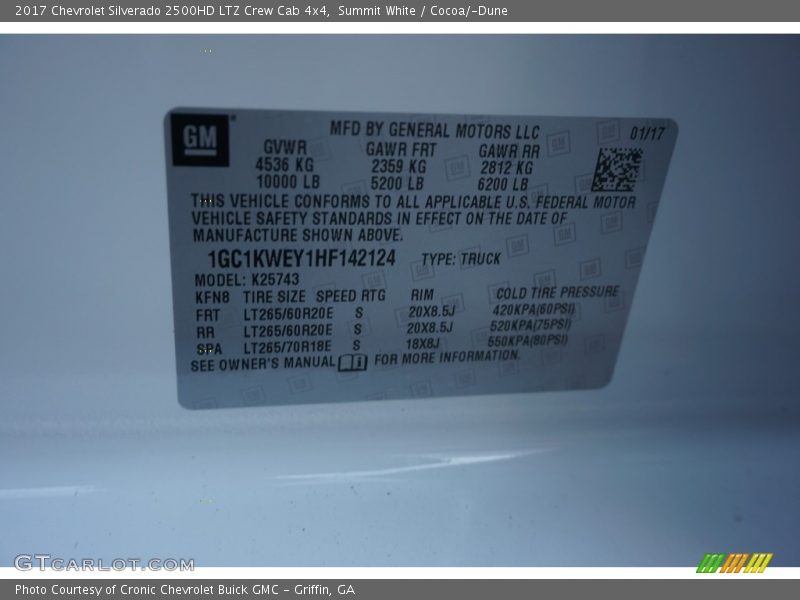 2017 Chevrolet Silverado 2500HD LTZ Crew Cab 4x4, Summit White / Cocoa/-Dune
GM
MFD BY GENERAL MOTORS LLC 01/17
GVWR GAWR FRT GAWR RR
4536 KG 2359 KG 2812 KG
10000 LB 5200 LB 6200 LB
THIS VEHICLE CONFORMS TO ALL APPLICABLE U.S. FEDERAL MOTOR
VEHICLE SAFETY STANDARDS IN EFFECT ON THE DATE OF
MANUFACTURE SHOWN ABOVE.
1GC1KWEY1HF142124 TYPE: TRUCK
MODEL: K25743
KFN8 TIRE SIZE SPEED RTG RIM COLD TIRE PRESSURE
FRT LT265/60R20E S 20X8.5J 420KPA(60PSI)
RR LT265/60R20E S 20X8.5J 520KPA(75PSI)
SPA LT265/70R18E S 18X8J 550KPA(80PSI)
SEE OWNER'S MANUAL FOR MORE INFORMATION.
GTCARLOT.COM
Photo Courtesy of Cronic Chevrolet Buick GMC - Griffin, GA